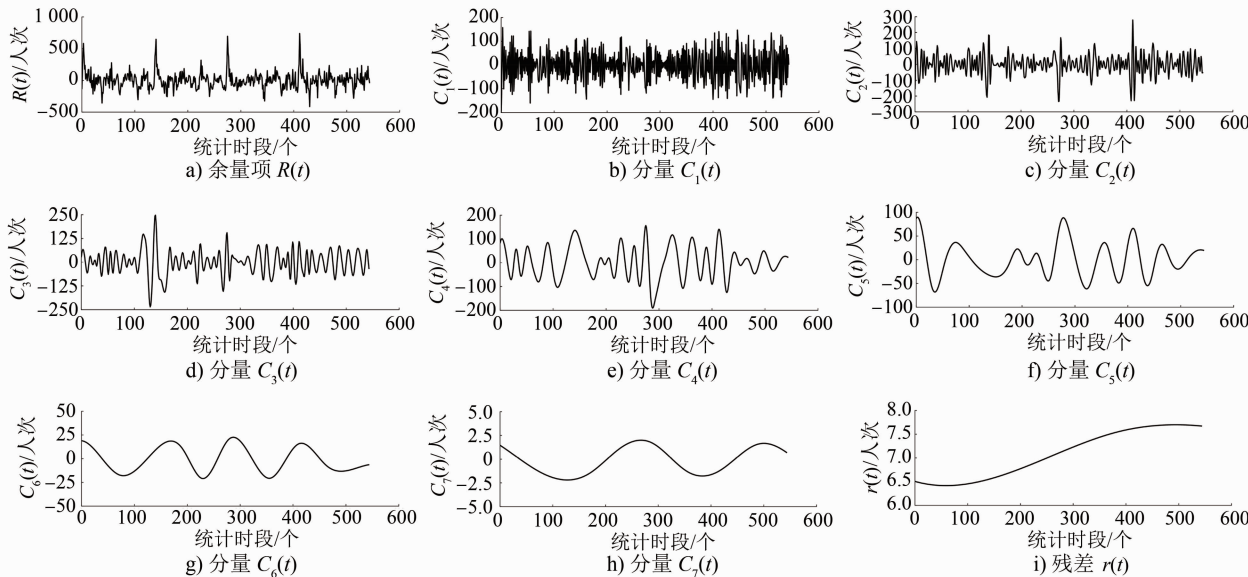 1 000
500
0
−500
R(t)/人次
0 100 200 300 400 500 600
统计时段/个
a) 余量项 R(t)
200
100
0
−100
−200
C₁(t)/人次
0 100 200 300 400 500 600
统计时段/个
b) 分量 C₁(t)
300
200
100
0
−100
−200
−300
C₂(t)/人次
0 100 200 300 400 500 600
统计时段/个
c) 分量 C₂(t)
250
125
0
−125
−250
C₃(t)/人次
0 100 200 300 400 500 600
统计时段/个
d) 分量 C₃(t)
200
100
0
−100
−200
C₄(t)/人次
0 100 200 300 400 500 600
统计时段/个
e) 分量 C₄(t)
100
50
0
−50
−100
C₅(t)/人次
0 100 200 300 400 500 600
统计时段/个
f) 分量 C₅(t)
50
25
0
−25
−50
C₆(t)/人次
0 100 200 300 400 500 600
统计时段/个
g) 分量 C₆(t)
5.0
2.5
0
−2.5
−5.0
C₇(t)/人次
0 100 200 300 400 500 600
统计时段/个
h) 分量 C₇(t)
8.0
7.5
7.0
6.5
6.0
r(t)/人次
0 100 200 300 400 500 600
统计时段/个
i) 残差 r(t)